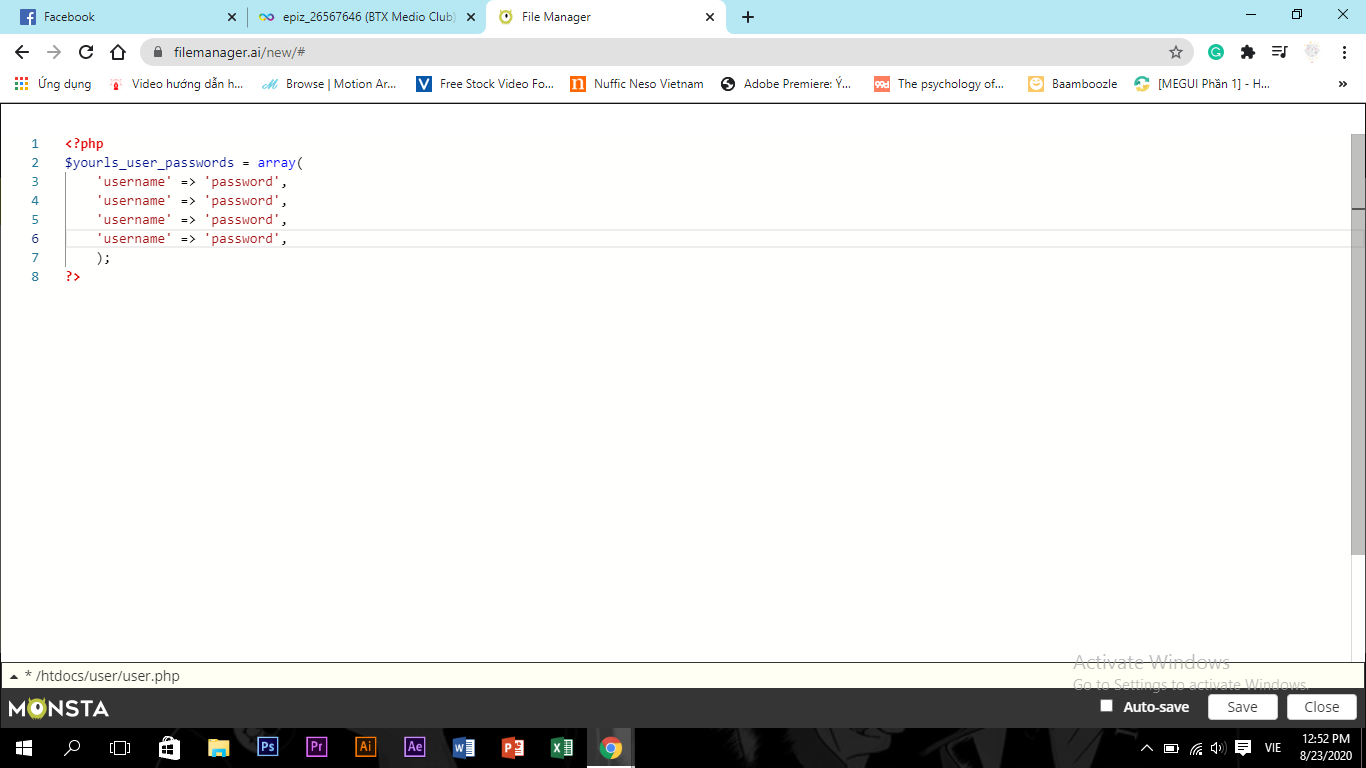 Facebook
epiz_26567646 (BTX Medio Club)
File Manager
filemanager.ai/new/#
Ứng dụng
Video hướng dẫn h...
Browse | Motion Ar...
Free Stock Video Fo...
Nuffic Neso Vietnam
Adobe Premiere: Ý...
The psychology of...
Baamboozle
[MEGUI Phần 1] - H...
»
1 <?php
2 $yourls_user_passwords = array(
3 'username' => 'password',
4 'username' => 'password',
5 'username' => 'password',
6 'username' => 'password',
7 );
8 ?>
Activate Windows
Go to Settings to activate Windows.
* /htdocs/user/user.php
MONSTA
Auto-save
Save
Close
Ps
Pr
Ai
Ae
VIE
12:52 PM
8/23/2020